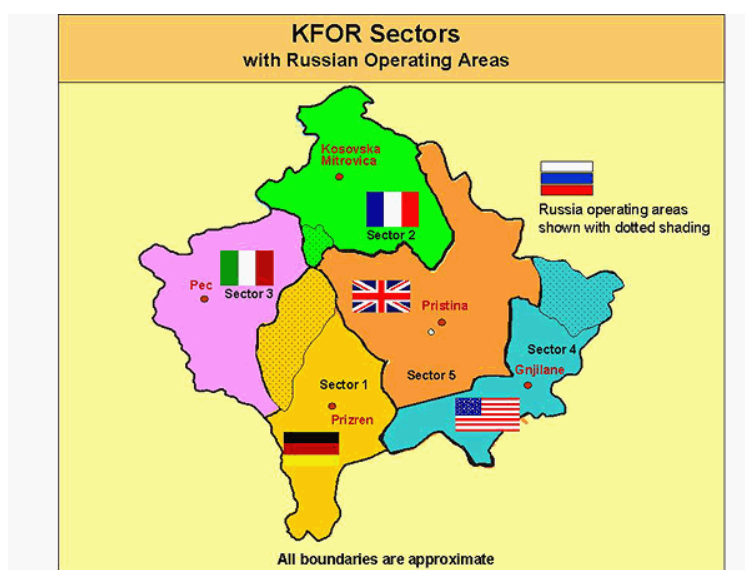 KFOR Sectors
with Russian Operating Areas
Kosovska
Mitrovica
Sector 2
Russia operating areas
shown with dotted shading
Pec
Sector 3
Pristina
Sector 4
Gnjilane
Sector 5
Sector 1
Prizren
All boundaries are approximate